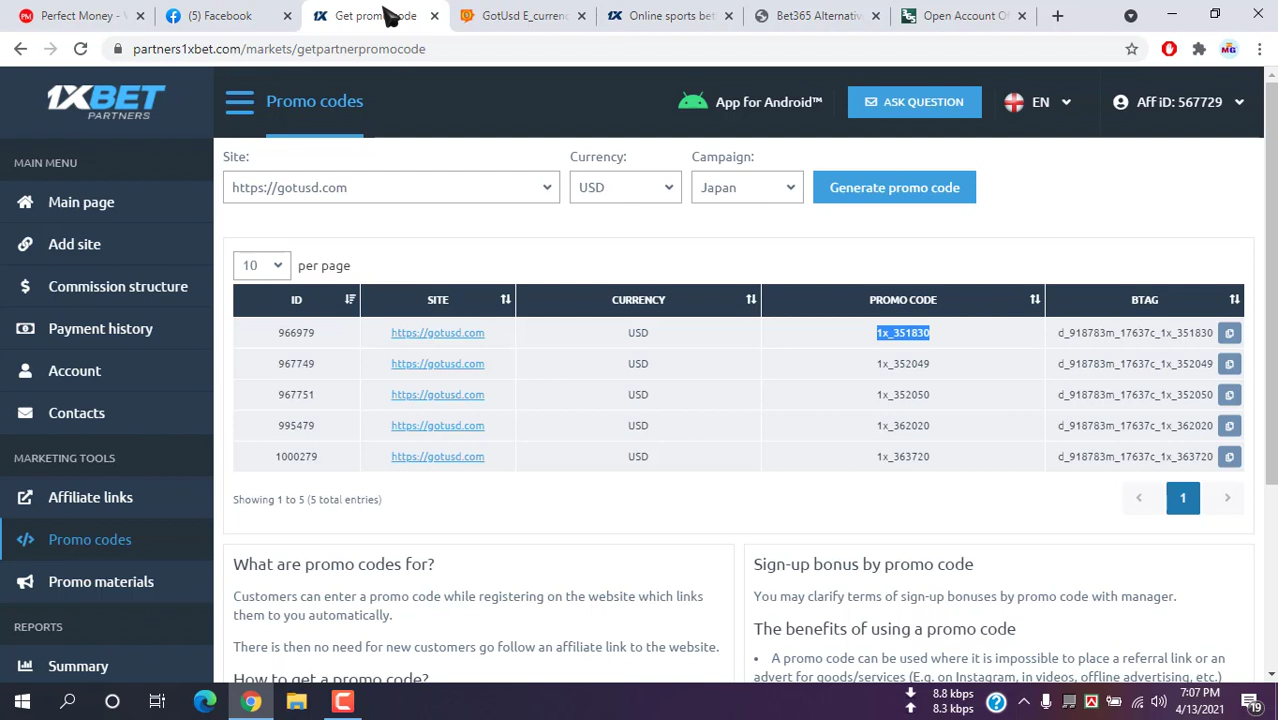 Perfect Money - W
Facebook
Get promo code
GotUsd E_currenc
Online sports bet
Bet365 Alternativ
Open Account Of
partners1xbet.com/markets/getpartnerpromocode
1XBET
PARTNERS
Promo codes
App for Android™
ASK QUESTION
EN
Aff iD: 567729
MAIN MENU
Main page
Add site
Commission structure
Payment history
Account
Contacts
MARKETING TOOLS
Affiliate links
Promo codes
Promo materials
REPORTS
Summary
Site: Currency: Campaign:
https://gotusd.com USD Japan Generate promo code
10 per page
ID SITE CURRENCY PROMO CODE BTAG
966979 https://gotusd.com USD 1x_351830 d_918783m_17637c_1x_351830
967749 https://gotusd.com USD 1x_352049 d_918783m_17637c_1x_352049
967751 https://gotusd.com USD 1x_352050 d_918783m_17637c_1x_352050
995479 https://gotusd.com USD 1x_362020 d_918783m_17637c_1x_362020
1000279 https://gotusd.com USD 1x_363720 d_918783m_17637c_1x_363720
Showing 1 to 5 (5 total entries)
1
What are promo codes for?
Customers can enter a promo code while registering on the website which links
them to you automatically.
There is then no need for new customers go follow an affiliate link to the website.
How to get a promo code?
Sign-up bonus by promo code
You may clarify terms of sign-up bonuses by promo code with manager.
The benefits of using a promo code
• A promo code can be used where it is impossible to place a referral link or an
advert for goods/services (E.g. on Instagram, in videos, offline advertising, etc.)
8.8 kbps
8.3 kbps
7:07 PM
4/13/2021
19